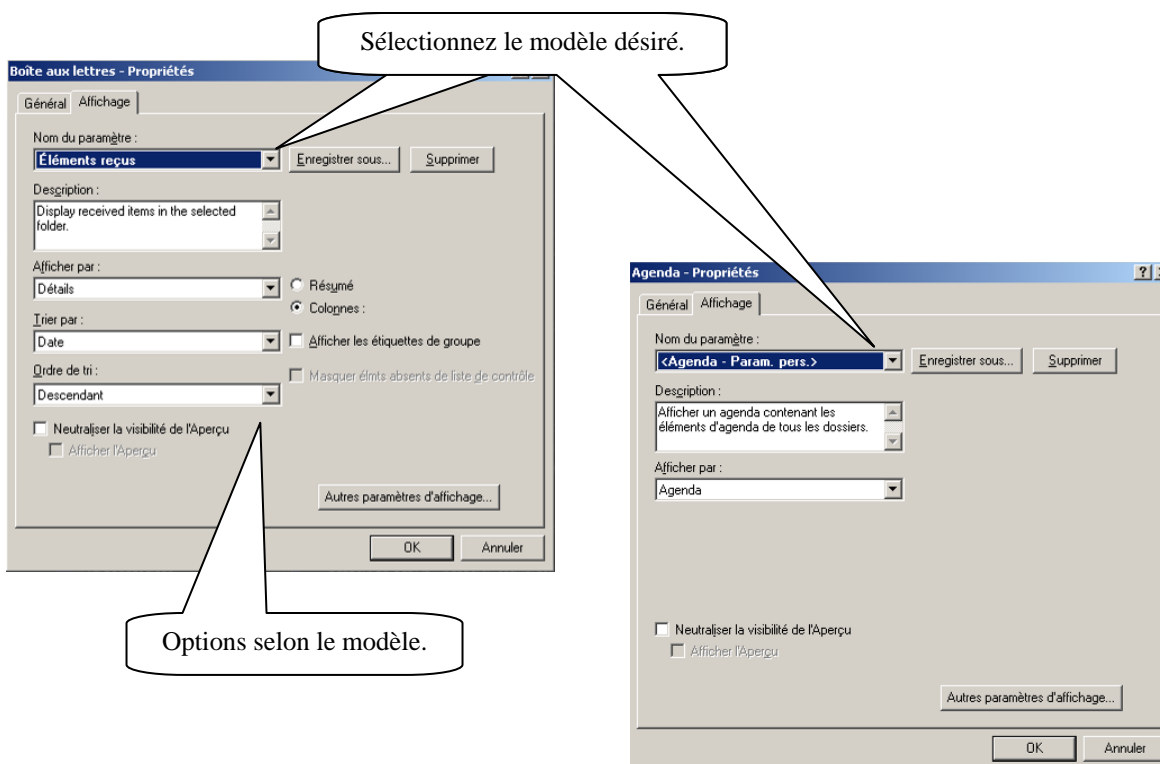 Sélectionnez le modèle désiré.
Boîte aux lettres - Propriétés
Général Affichage
Nom du paramètre :
Éléments reçus Enregistrer sous... Supprimer
Description :
Display received items in the selected
folder.
Afficher par :
Détails Résumé
Colonnes :
Trier par :
Date Afficher les étiquettes de groupe
Ordre de tri : Masquer élmts absents de liste de contrôle
Descendant
Neutraliser la visibilité de l'Aperçu
Afficher l'Aperçu
Autres paramètres d'affichage...
OK Annuler
Options selon le modèle.
Agenda - Propriétés
Général Affichage
Nom du paramètre :
<Agenda - Param. pers.> Enregistrer sous... Supprimer
Description :
Afficher un agenda contenant les
éléments d'agenda de tous les dossiers.
Afficher par :
Agenda
Neutraliser la visibilité de l'Aperçu
Afficher l'Aperçu
Autres paramètres d'affichage...
OK Annuler